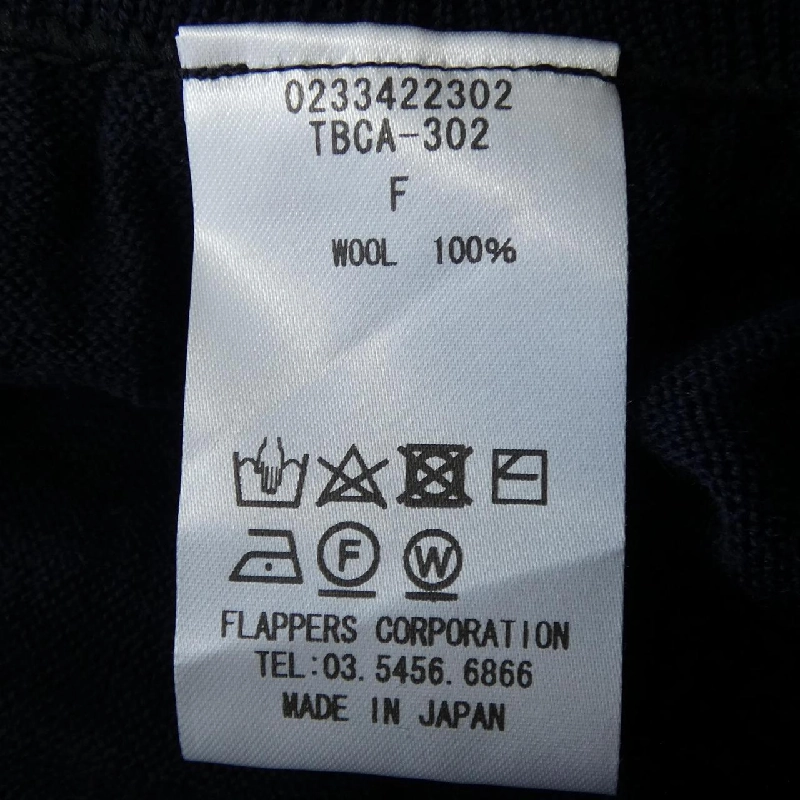 0233422302
TBCA-302
F
WOOL 100%
F W
FLAPPERS CORPORATION
TEL:03.5456.6866
MADE IN JAPAN